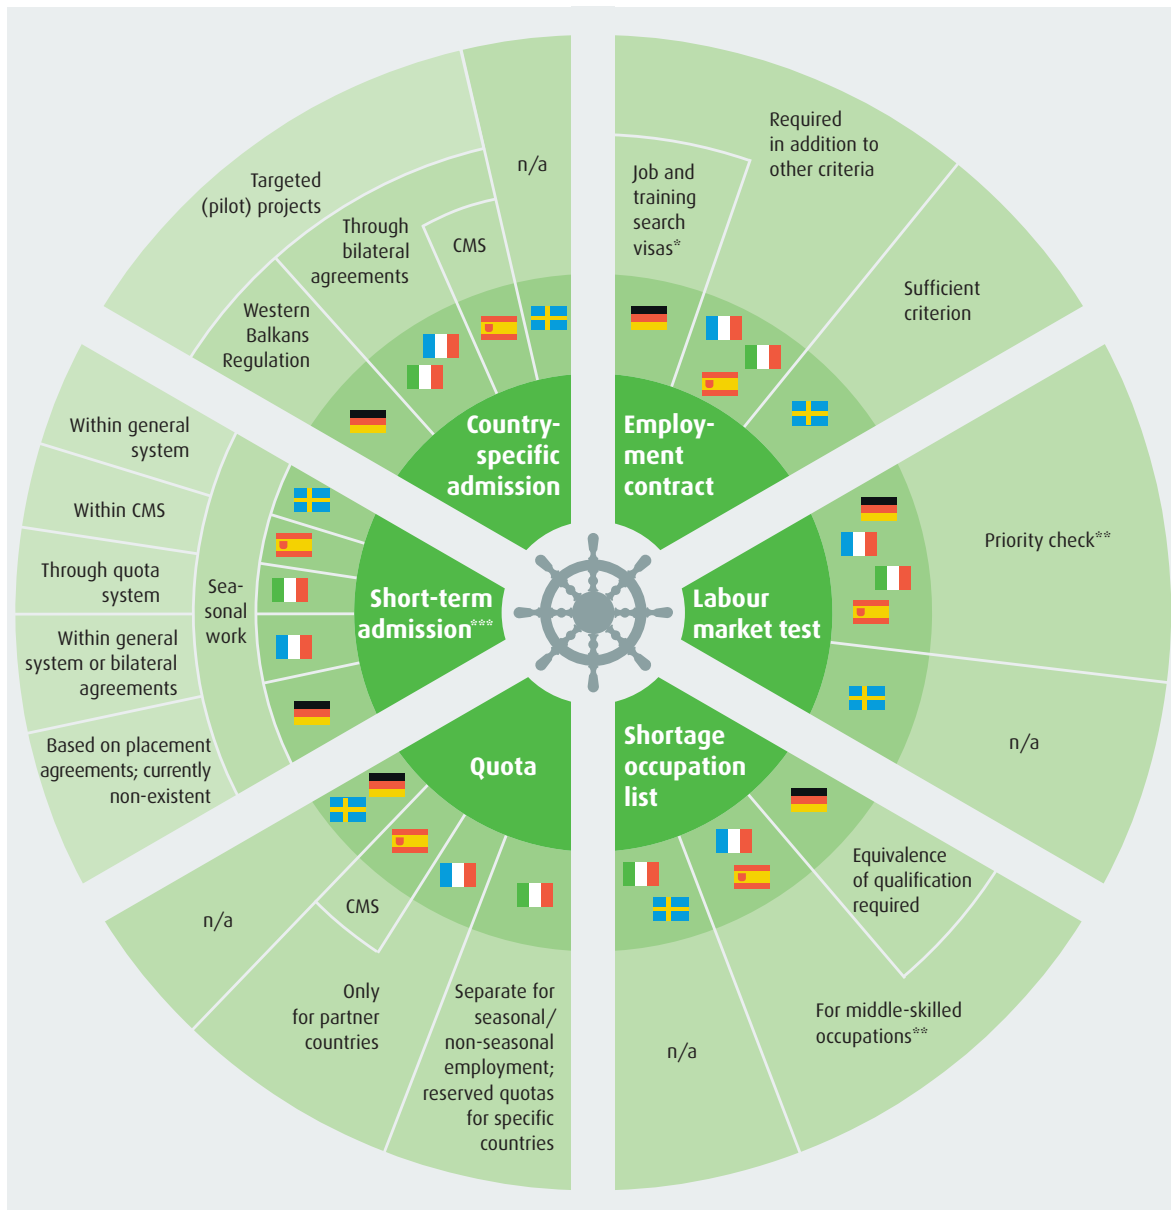 n/a
Targeted
(pilot) projects
Through
bilateral
agreements
CMS
Western
Balkans
Regulation
Country-
specific
admission
Required
in addition to
other criteria
Job and
training
search
visas*
Sufficient
criterion
Employ-
ment
contract
Priority check**
Labour
market test
n/a
Within general
system
Within CMS
Through quota
system
Within general
system or bilateral
agreements
Based on placement
agreements; currently
non-existent
Sea-
sonal
work
Short-term
admission***
Quota
n/a
CMS
Only
for partner
countries
Separate for
seasonal/
non-seasonal
employment;
reserved quotas
for specific
countries
Shortage
occupation
list
Equivalence
of qualification
required
For middle-skilled
occupations**
n/a